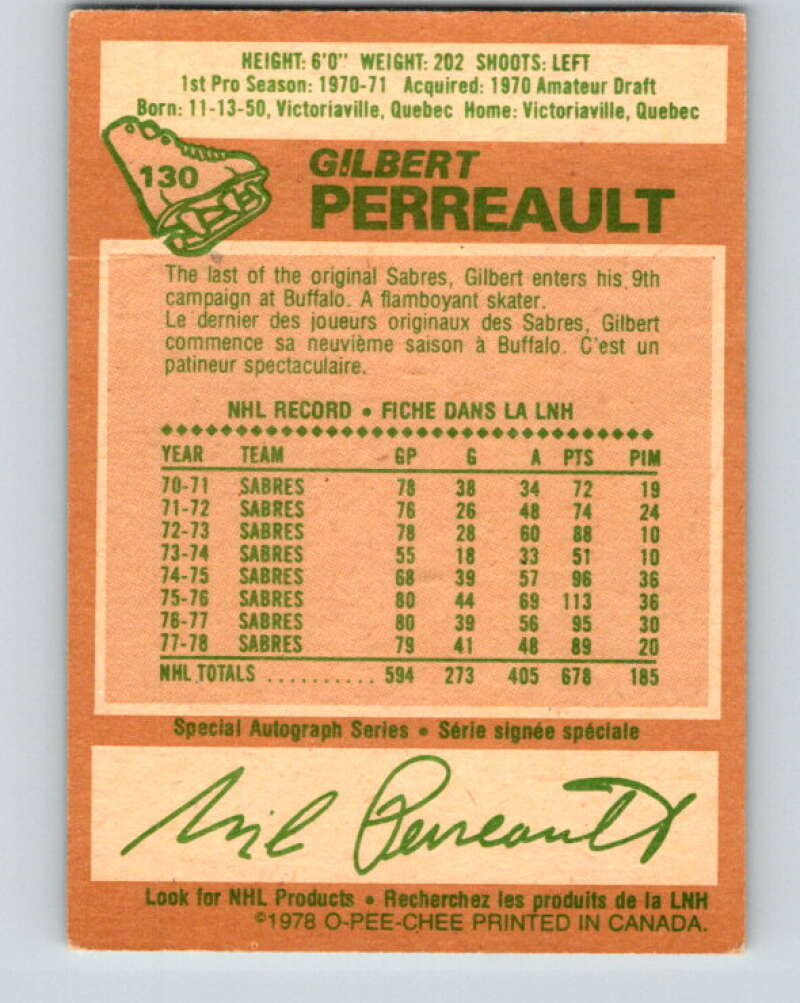 HEIGHT: 6'0" WEIGHT: 202 SHOOTS: LEFT
1st Pro Season: 1970-71 Acquired: 1970 Amateur Draft
Born: 11-13-50, Victoriaville, Quebec Home: Victoriaville, Quebec
130
GILBERT
PERREAULT
The last of the original Sabres, Gilbert enters his 9th
campaign at Buffalo. A flamboyant skater.
Le dernier des joueurs originaux des Sabres, Gilbert
commence sa neuvième saison à Buffalo. C'est un
patineur spectaculaire.
NHL RECORD • FICHE DANS LA LNH
YEAR TEAM GP G A PTS PIM
70-71 SABRES 78 38 34 72 19
71-72 SABRES 76 26 48 74 24
72-73 SABRES 78 28 60 88 10
73-74 SABRES 55 18 33 51 10
74-75 SABRES 68 39 57 96 36
75-76 SABRES 80 44 69 113 36
76-77 SABRES 80 39 56 95 30
77-78 SABRES 79 41 48 89 20
NHL TOTALS .......... 594 273 405 678 185
Special Autograph Series • Série signée spéciale
Gil Perreault
Look for NHL Products • Recherchez les produits de la LNH
©1978 O-PEE-CHEE PRINTED IN CANADA.